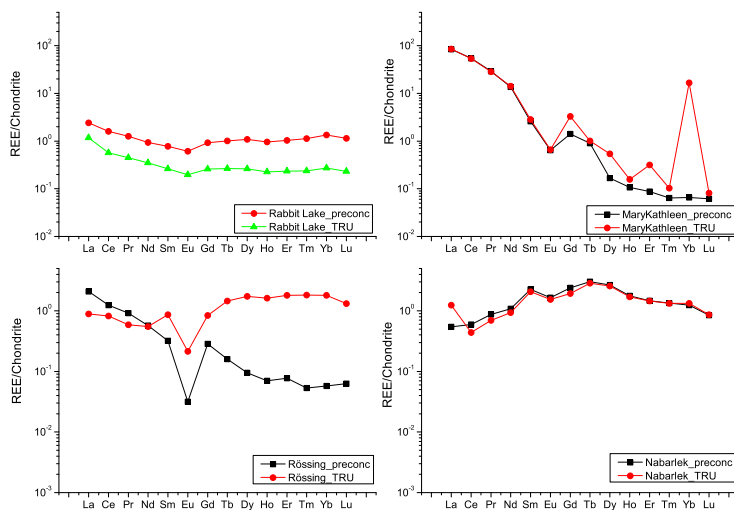 REE/Chondrite
10²
10¹
10⁰
10⁻¹
10⁻²
La Ce Pr Nd Sm Eu Gd Tb Dy Ho Er Tm Yb Lu
Rabbit Lake_preconc
Rabbit Lake_TRU
REE/Chondrite
10²
10¹
10⁰
10⁻¹
10⁻²
La Ce Pr Nd Sm Eu Gd Tb Dy Ho Er Tm Yb Lu
MaryKathleen_preconc
MaryKathleen_TRU
REE/Chondrite
10⁰
10⁻¹
10⁻²
10⁻³
La Ce Pr Nd Sm Eu Gd Tb Dy Ho Er Tm Yb Lu
Rössing_preconc
Rössing_TRU
REE/Chondrite
10⁰
10⁻¹
10⁻²
10⁻³
La Ce Pr Nd Sm Eu Gd Tb Dy Ho Er Tm Yb Lu
Nabarlek_preconc
Nabarlek_TRU